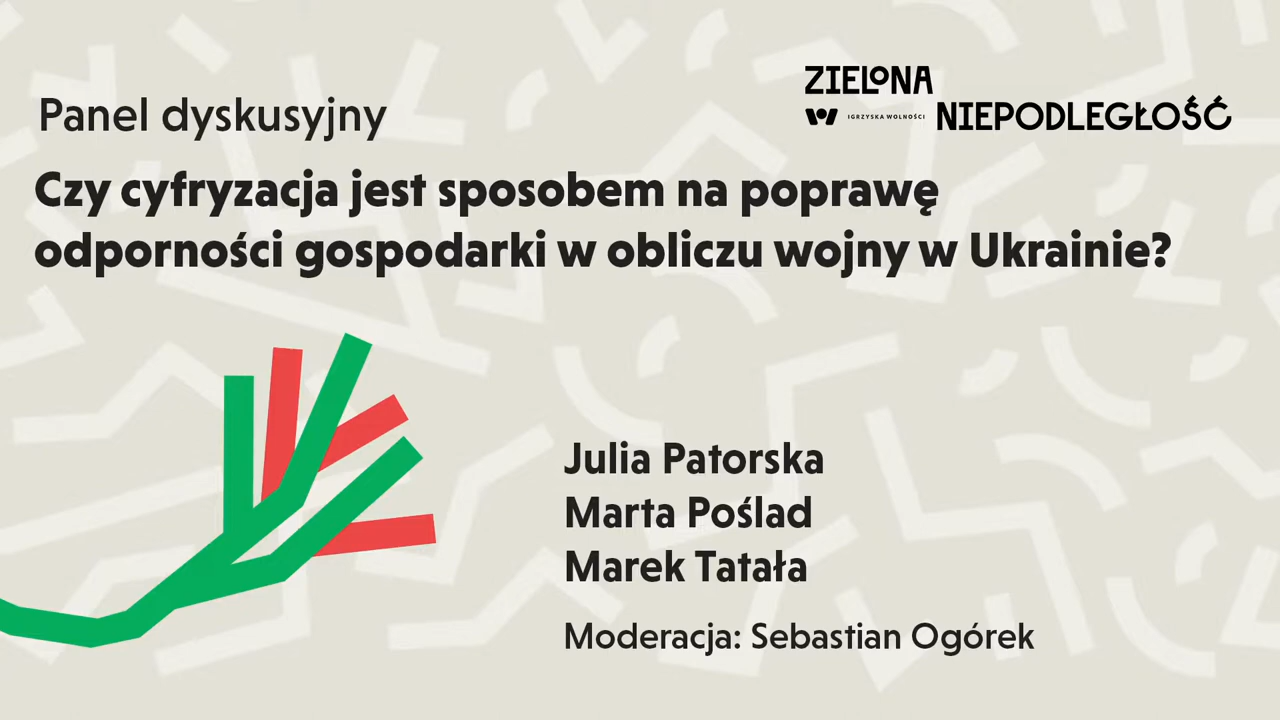 Panel dyskusyjny
ZIELONA
IGRZYSKA WOLNOŚCI
NIEPODLEGŁOŚĆ
Czy cyfryzacja jest sposobem na poprawę
odporności gospodarki w obliczu wojny w Ukrainie?
Julia Patorska
Marta Poślad
Marek Tatała
Moderacja: Sebastian Ogórek